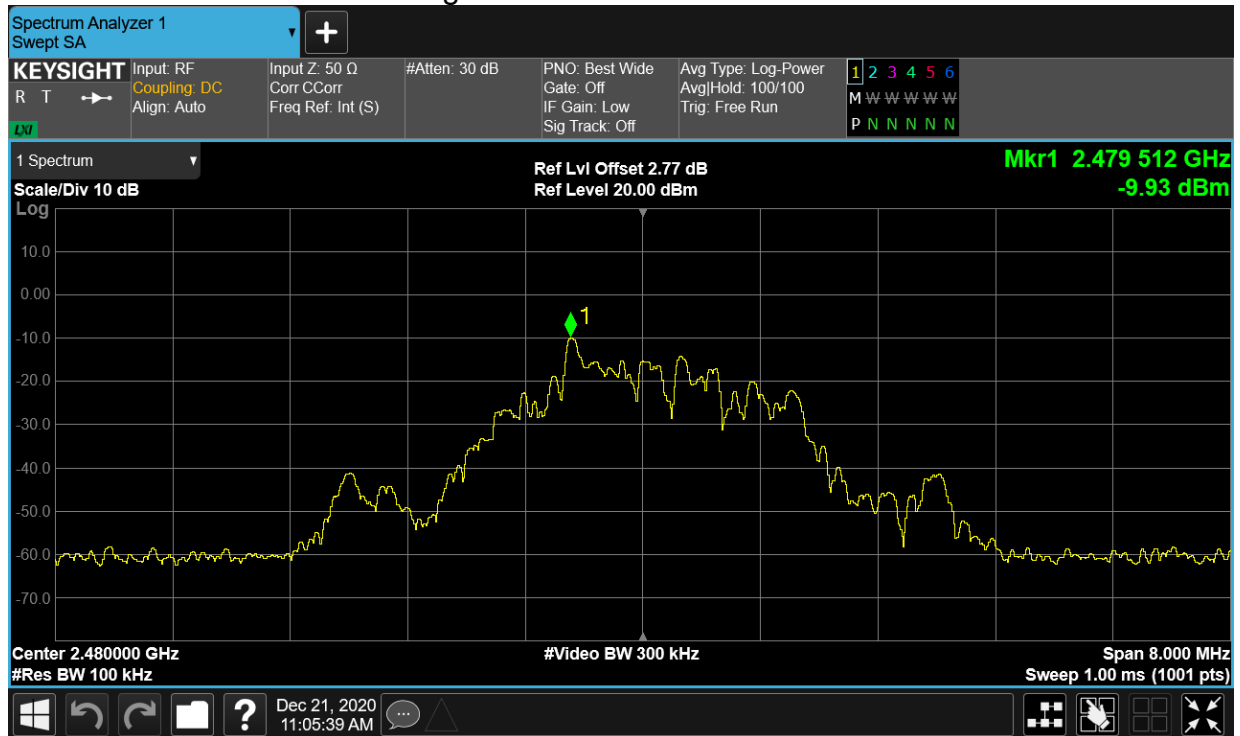 Spectrum Analyzer 1
Swept SA
▼
+
KEYSIGHT
R T
LXI
Input: RF
Coupling: DC
Align: Auto
Input Z: 50 Ω
Corr CCorr
Freq Ref: Int (S)
#Atten: 30 dB
PNO: Best Wide
Gate: Off
IF Gain: Low
Sig Track: Off
Avg Type: Log-Power
Avg|Hold: 100/100
Trig: Free Run
1 2 3 4 5 6
M W W W W W
P N N N N N
1 Spectrum ▼
Scale/Div 10 dB
Log
Ref Lvl Offset 2.77 dB
Ref Level 20.00 dBm
Mkr1 2.479 512 GHz
-9.93 dBm
10.0
0.00
1
-10.0
-20.0
-30.0
-40.0
-50.0
-60.0
-70.0
Center 2.480000 GHz
#Res BW 100 kHz
#Video BW 300 kHz
Span 8.000 MHz
Sweep 1.00 ms (1001 pts)
?
Dec 21, 2020
11:05:39 AM